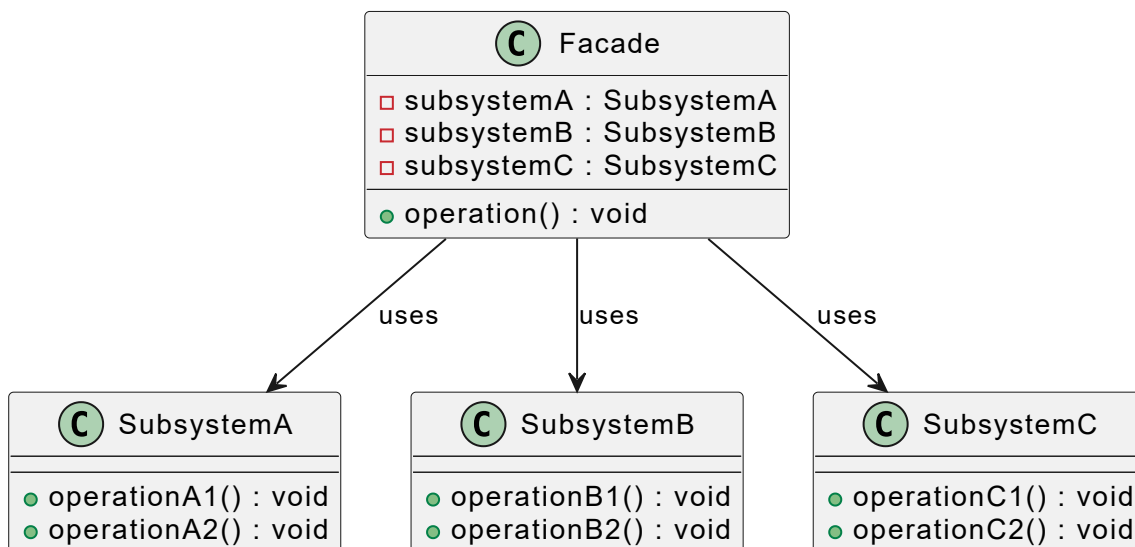 C Facade
subsystemA : SubsystemA
subsystemB : SubsystemB
subsystemC : SubsystemC
operation() : void
uses
uses
uses
C SubsystemA
operationA1() : void
operationA2() : void
C SubsystemB
operationB1() : void
operationB2() : void
C SubsystemC
operationC1() : void
operationC2() : void